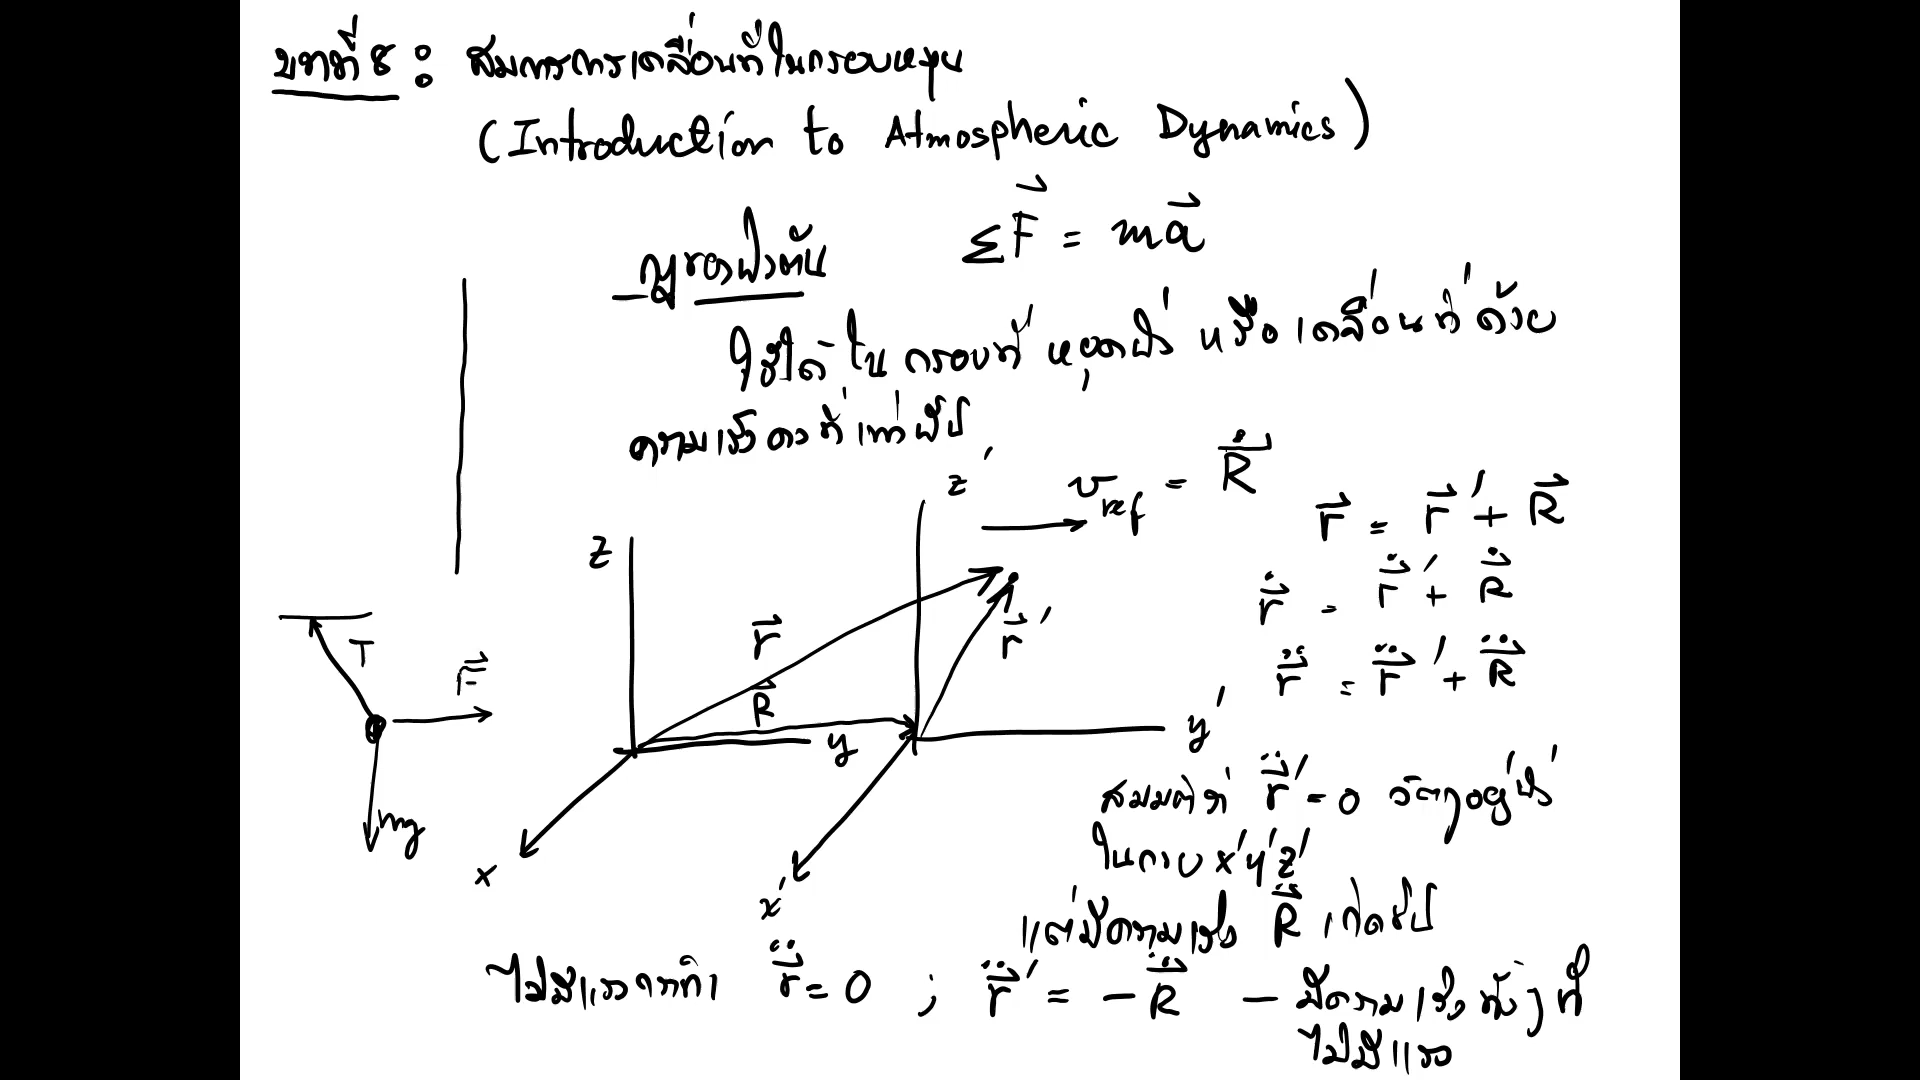 บทที่ 8 : สมการการเคลื่อนที่ในกรอบหมุน
(Introduction to Atmospheric Dynamics)
กฎของนิวตัน ΣF⃗ = ma⃗
ใช้ได้ในกรอบที่ หยุดนิ่ง หรือ เคลื่อนที่ ด้วย
ความเร็วคงที่เท่านั้น
z' v_ref = Ṙ⃗
r⃗ = r⃗' + R⃗
z
ṙ⃗ = ṙ⃗' + Ṙ⃗
T r⃗ r⃗'
F⃗ r̈⃗ = r̈⃗' + R̈⃗
R⃗
y y'
สมมติที่ r̈⃗' = 0 วัตถุอยู่นิ่ง
mg
ในกรอบ x'y'z'
x x'
แต่มีความเร่ง R̈⃗ เกิดขึ้น
ไม่มีแรงกระทำ r̈⃗ = 0 ; r̈⃗' = -R̈⃗ - มีความเร่งทั้งๆ ที่
ไม่มีแรง